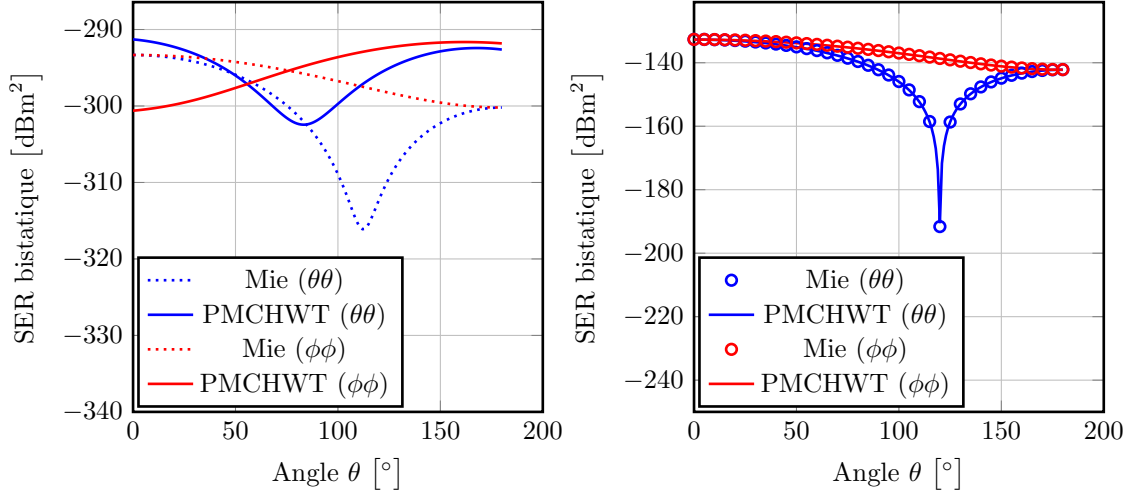 −290
−300
−310
−320
−330
−340
SER bistatique [dBm²]
Mie (θθ)
PMCHWT (θθ)
Mie (ϕϕ)
PMCHWT (ϕϕ)
0
50
100
150
200
Angle θ [°]
−140
−160
−180
−200
−220
−240
SER bistatique [dBm²]
Mie (θθ)
PMCHWT (θθ)
Mie (ϕϕ)
PMCHWT (ϕϕ)
0
50
100
150
200
Angle θ [°]